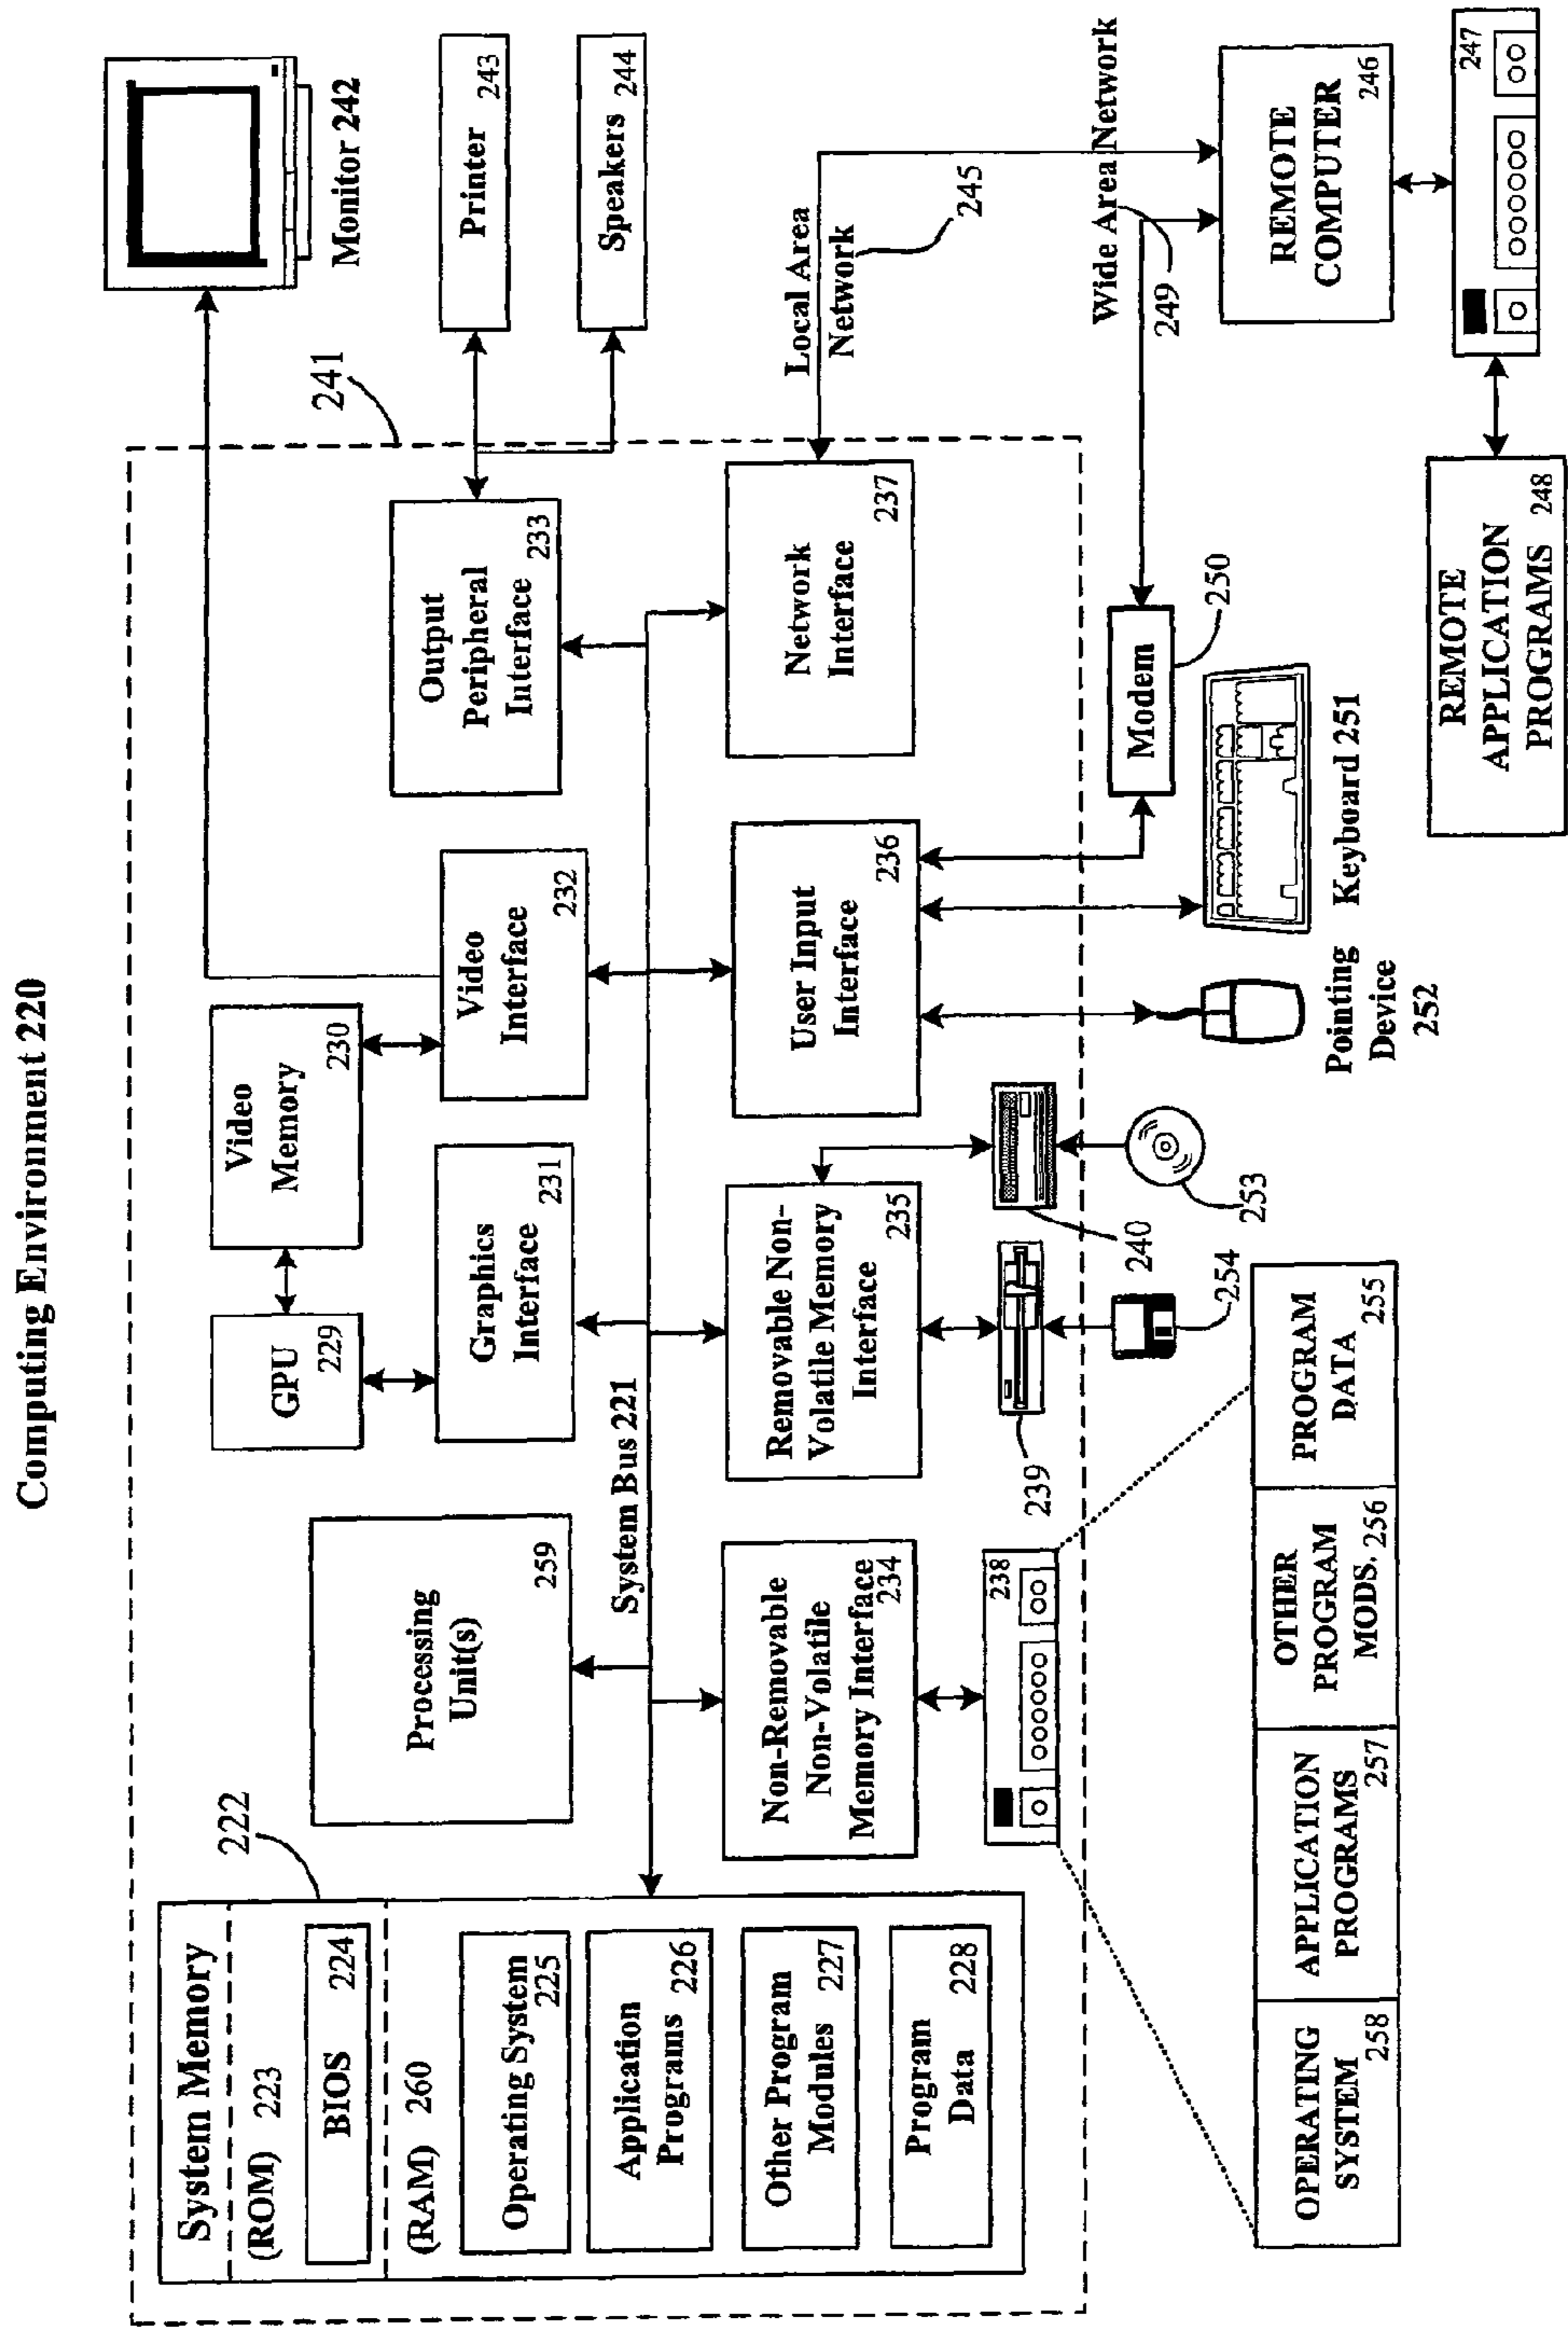 Computing Environment 220
System Memory
222
(ROM) 223
BIOS 224
(RAM) 260
Operating System
225
Application
Programs 226
Other Program
Modules 227
Program
Data 228
Processing
Unit(s)
259
GPU
229
Video
Memory
230
Graphics
Interface
231
Video
Interface
232
Output
Peripheral
Interface 233
241
Monitor 242
Printer
243
Speakers
244
System Bus 221
Non-Removable
Non-Volatile
Memory Interface
234
Removable Non-
Volatile Memory
Interface 235
User Input
Interface 236
Network
Interface 237
Local Area
Network
245
238
239
240
254
253
Pointing
Device
252
Keyboard 251
Modem
250
Wide Area Network
249
REMOTE
COMPUTER
246
247
REMOTE
APPLICATION
PROGRAMS 248
OPERATING
SYSTEM
258
APPLICATION
PROGRAMS
257
OTHER
PROGRAM
MODS. 256
PROGRAM
DATA
255